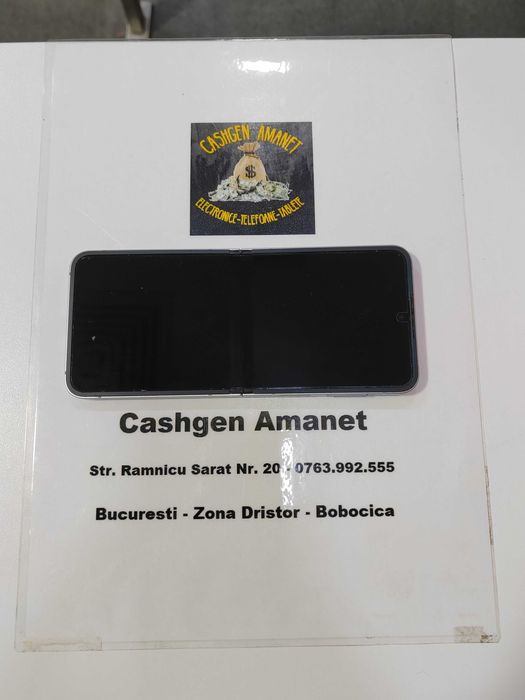 CASHGEN AMANET
$
ELECTRONICE-TELEFOANE-TABLETE
Cashgen Amanet
Str. Ramnicu Sarat Nr. 20 - 0763.992.555
Bucuresti - Zona Dristor - Bobocica